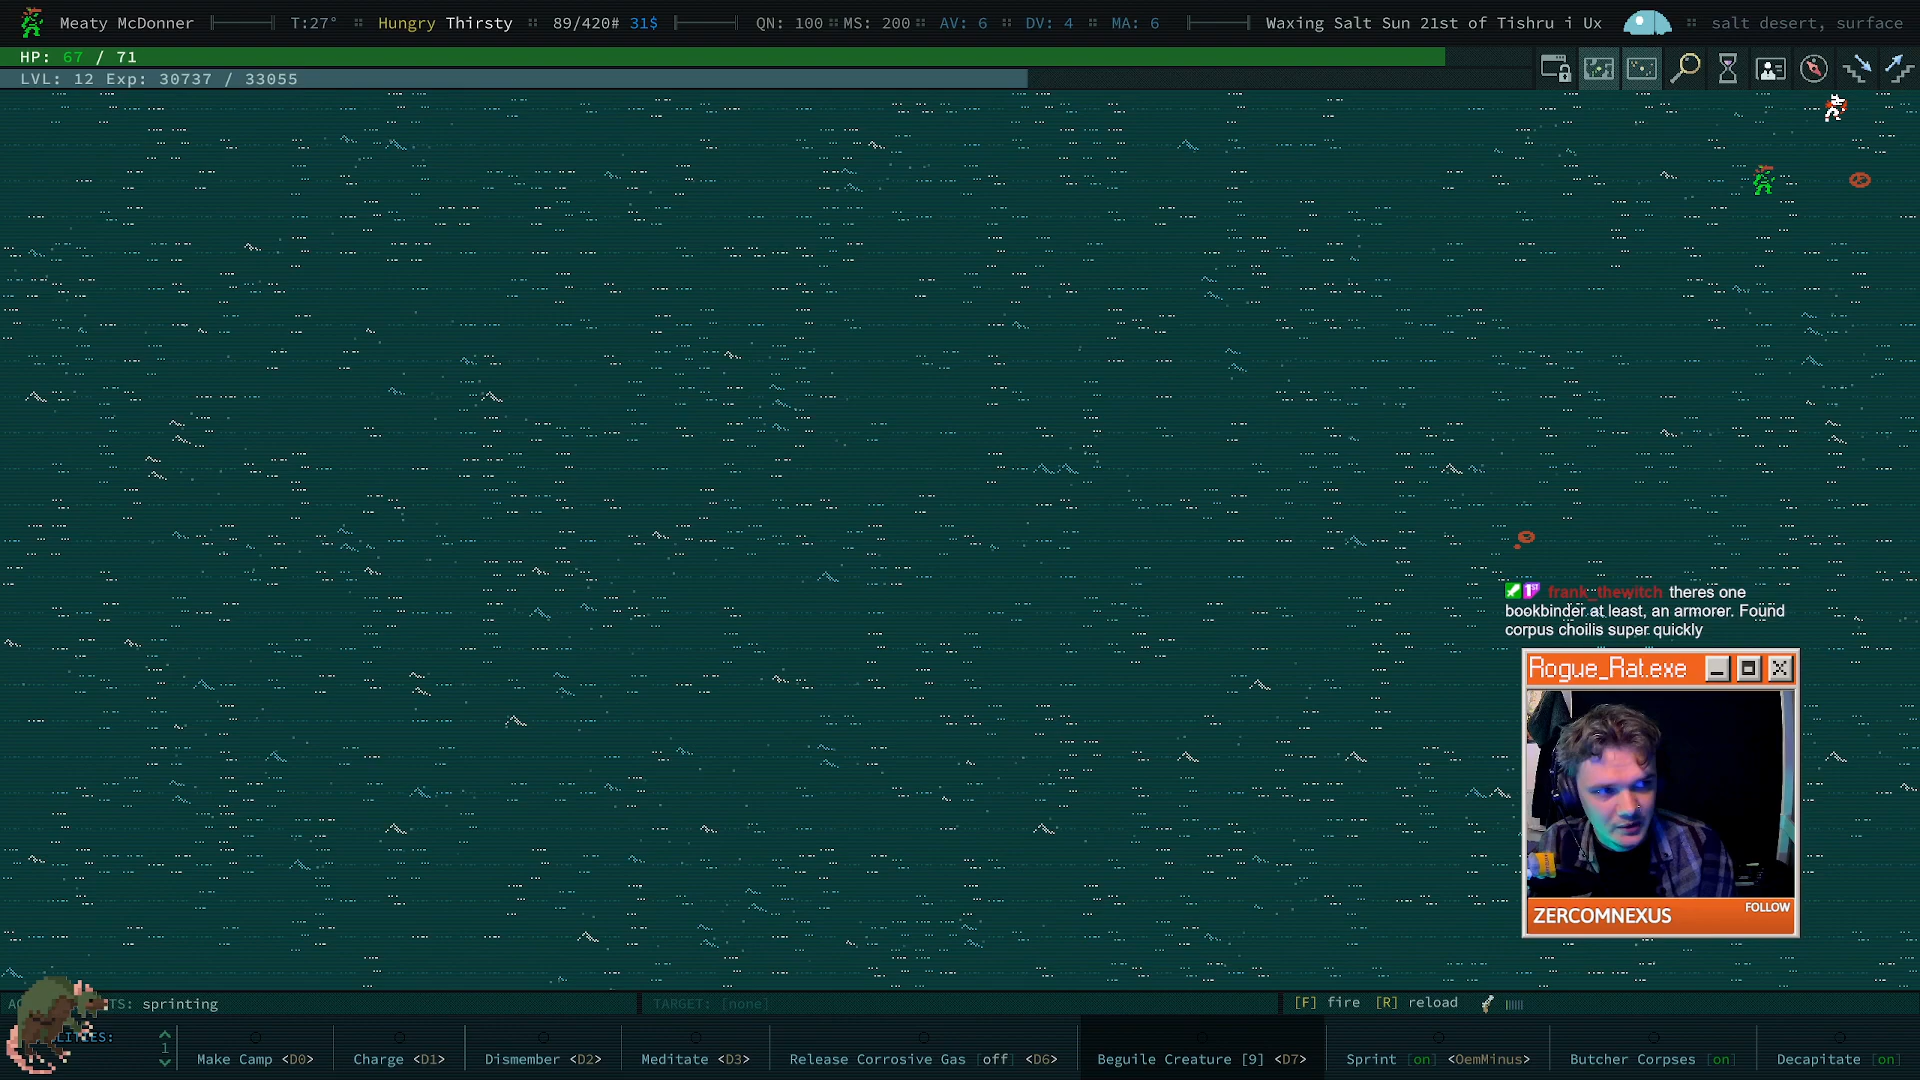 Meaty McDonner T:27° Hungry Thirsty 89/420# 31$ QN: 100 MS: 200 AV: 6 DV: 4 MA: 6 Waxing Salt Sun 21st of Tishru i Ux salt desert, surface
HP: 67 / 71
LVL: 12 Exp: 30737 / 33055
frank_thewitch theres one
bookbinder at least, an armorer. Found
corpus choilis super quickly
Rogue_Rat.exe
ZERCOMNEXUS FOLLOW
sprinting TARGET: [none] [F] fire [R] reload
1 Make Camp <D0> Charge <D1> Dismember <D2> Meditate <D3> Release Corrosive Gas [off] <D6> Beguile Creature [9] <D7> Sprint [on] <OemMinus> Butcher Corpses [on] Decapitate [on]